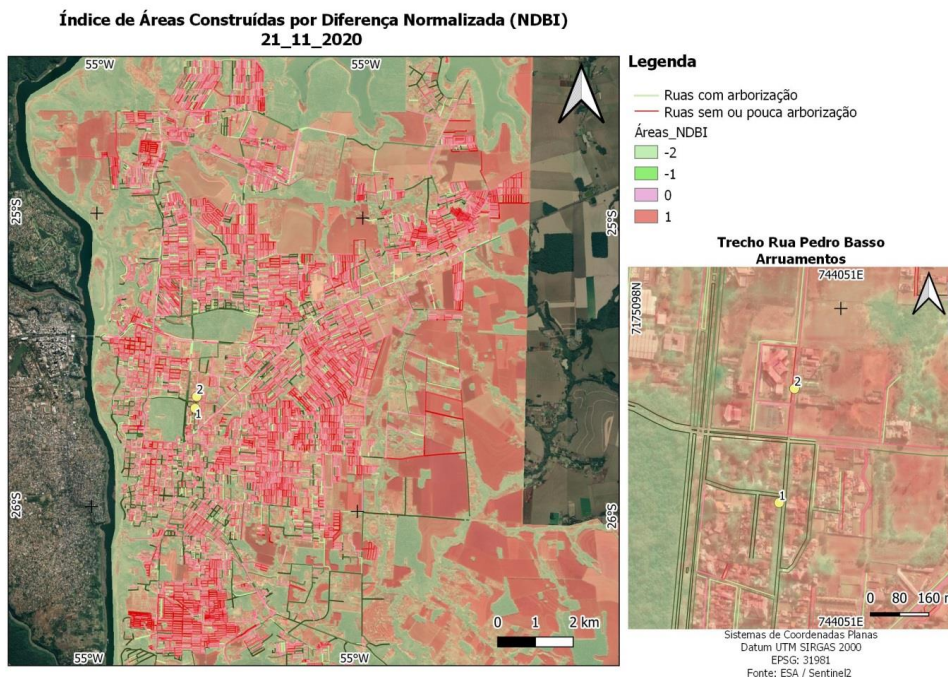 Índice de Áreas Construídas por Diferença Normalizada (NDBI)
21_11_2020
55°W
55°W
25°S
25°S
26°S
26°S
2
1
0 1 2 km
55°W
55°W
Legenda
Ruas com arborização
Ruas sem ou pouca arborização
Áreas_NDBI
-2
-1
0
1
Trecho Rua Pedro Basso
Arruamentos
744051E
7175098N
2
1
0 80 160 m
744051E
Sistemas de Coordenadas Planas
Datum UTM SIRGAS 2000
EPSG: 31981
Fonte: ESA / Sentinel2